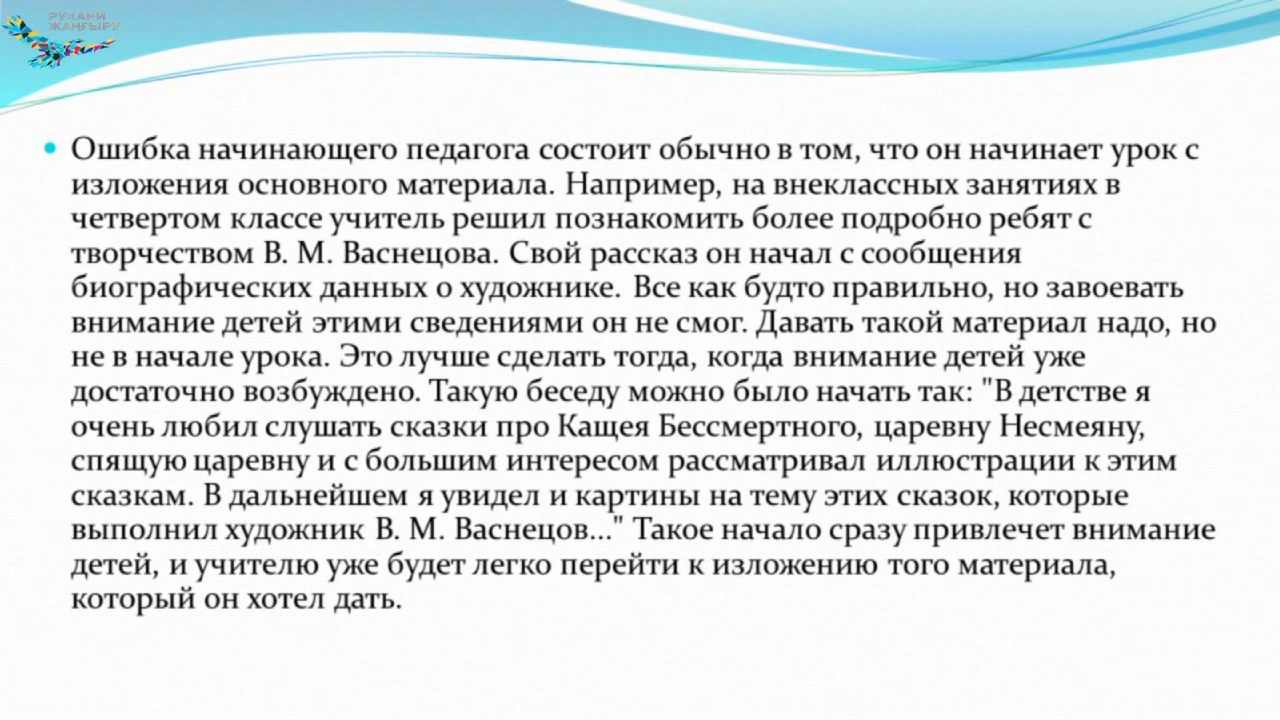 РУХАНИ
ЖАҢҒЫРУ
Ошибка начинающего педагога состоит обычно в том, что он начинает урок с
изложения основного материала. Например, на внеклассных занятиях в
четвертом классе учитель решил познакомить более подробно ребят с
творчеством В. М. Васнецова. Свой рассказ он начал с сообщения
биографических данных о художнике. Все как будто правильно, но завоевать
внимание детей этими сведениями он не смог. Давать такой материал надо, но
не в начале урока. Это лучше сделать тогда, когда внимание детей уже
достаточно возбуждено. Такую беседу можно было начать так: "В детстве я
очень любил слушать сказки про Кащея Бессмертного, царевну Несмеяну,
спящую царевну и с большим интересом рассматривал иллюстрации к этим
сказкам. В дальнейшем я увидел и картины на тему этих сказок, которые
выполнил художник В. М. Васнецов..." Такое начало сразу привлечет внимание
детей, и учителю уже будет легко перейти к изложению того материала,
который он хотел дать.